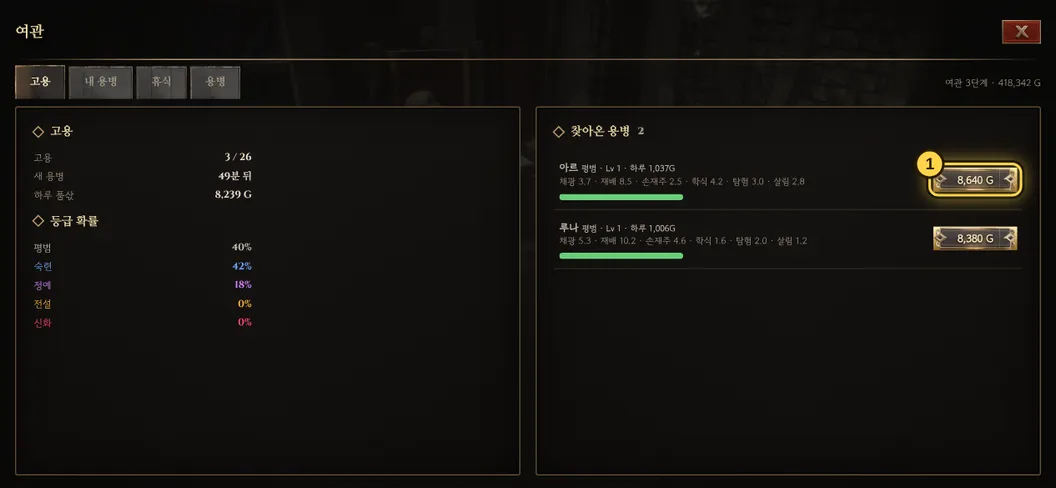 여관
고용 내 용병 휴식 용병
여관 3단계 · 418,342 G
고용
고용 3 / 26
새 용병 49분 뒤
하루 품삯 8,239 G
등급 확률
평범 40%
숙련 42%
정예 18%
전설 0%
신화 0%
찾아온 용병 2
아르 평범 · Lv 1 · 하루 1,037G
채광 3.7 · 재배 8.5 · 손재주 2.5 · 학식 4.2 · 탐험 3.0 · 살림 2.8
1
8,640 G
루나 평범 · Lv 1 · 하루 1,006G
채광 5.3 · 재배 10.2 · 손재주 4.6 · 학식 1.6 · 탐험 2.0 · 살림 1.2
8,380 G